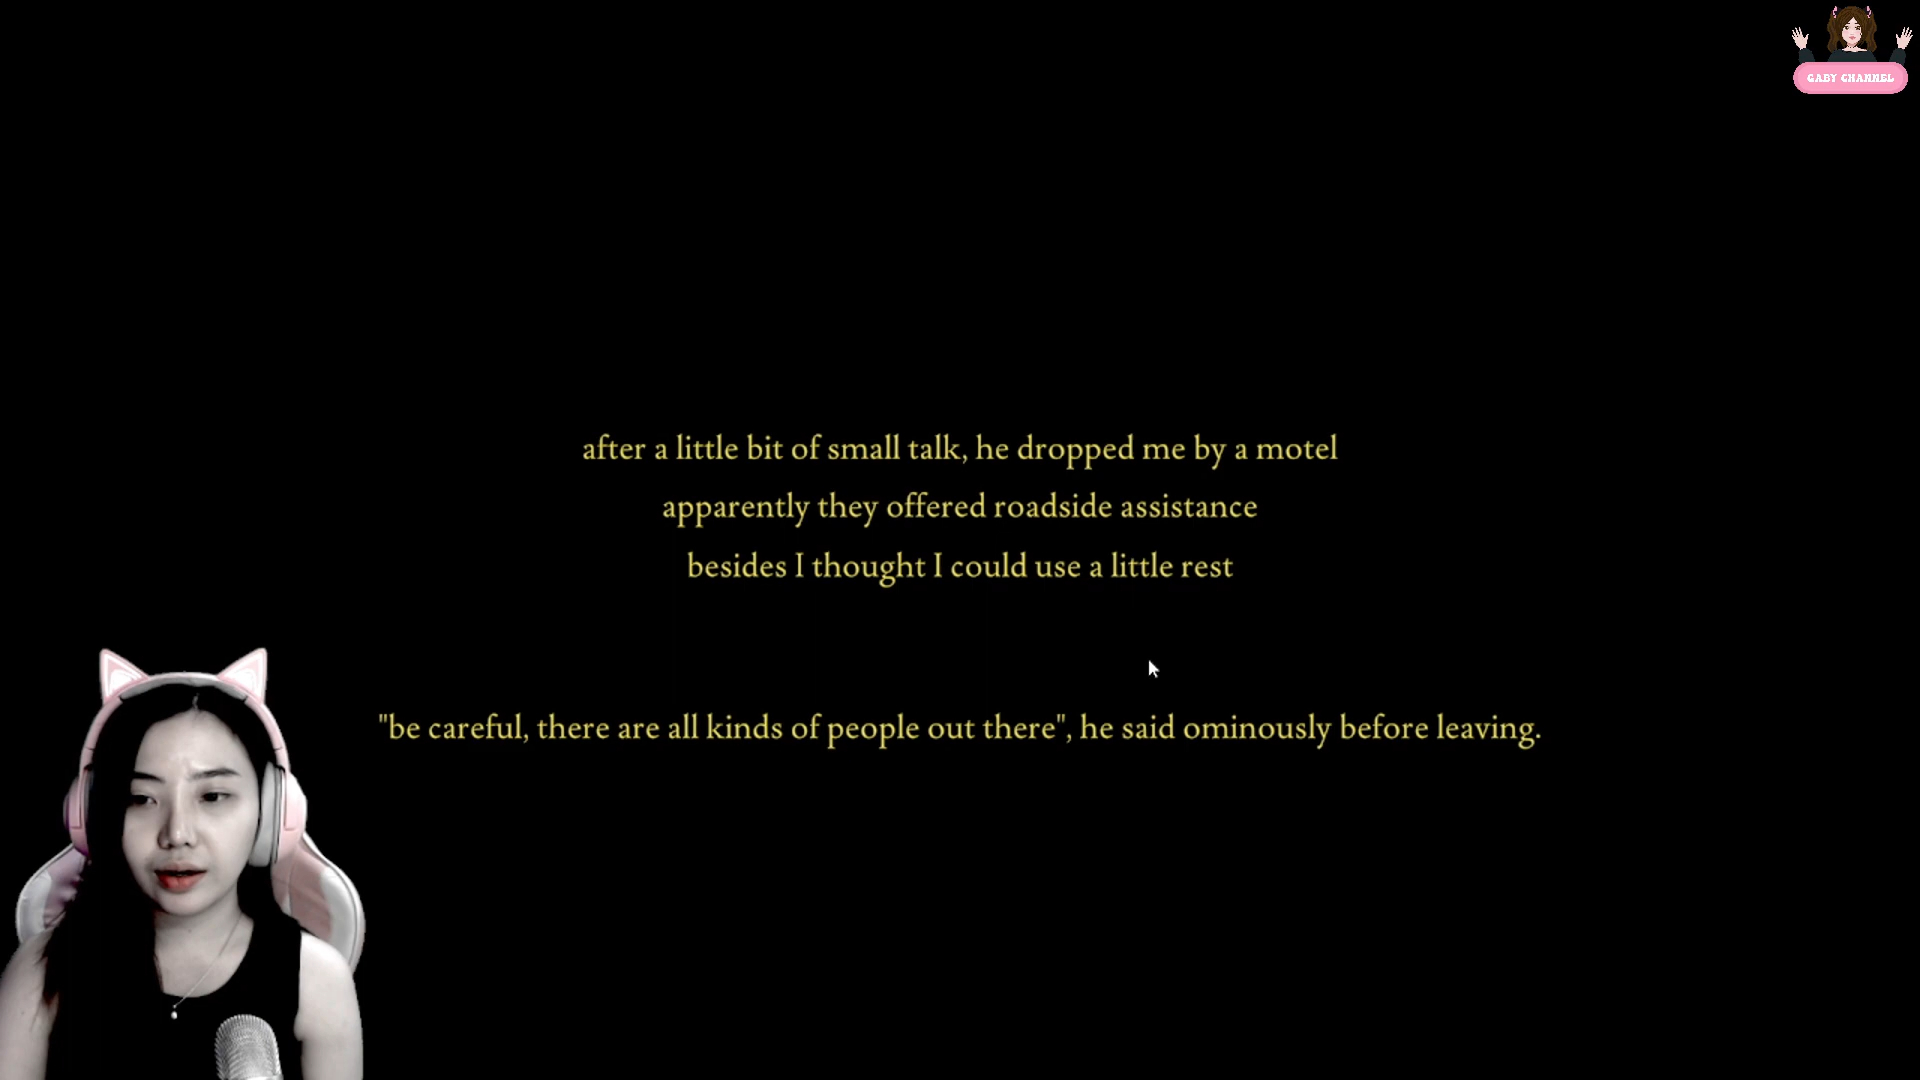 GABY CHANNEL
after a little bit of small talk, he dropped me by a motel
apparently they offered roadside assistance
besides I thought I could use a little rest
"be careful, there are all kinds of people out there", he said ominously before leaving.